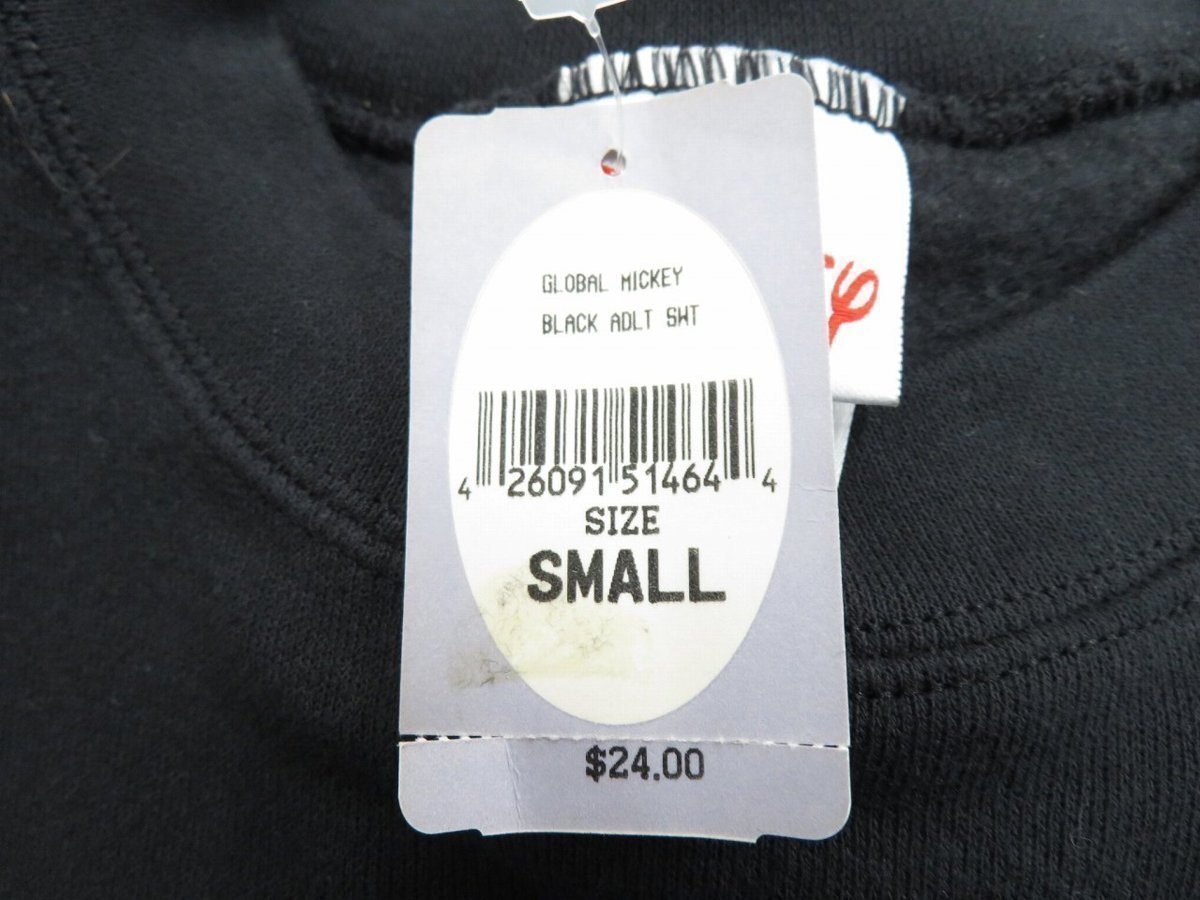 GLOBAL MICKEY
BLACK ADLT SWT
4 26091 51464 4
SIZE
SMALL
$24.00